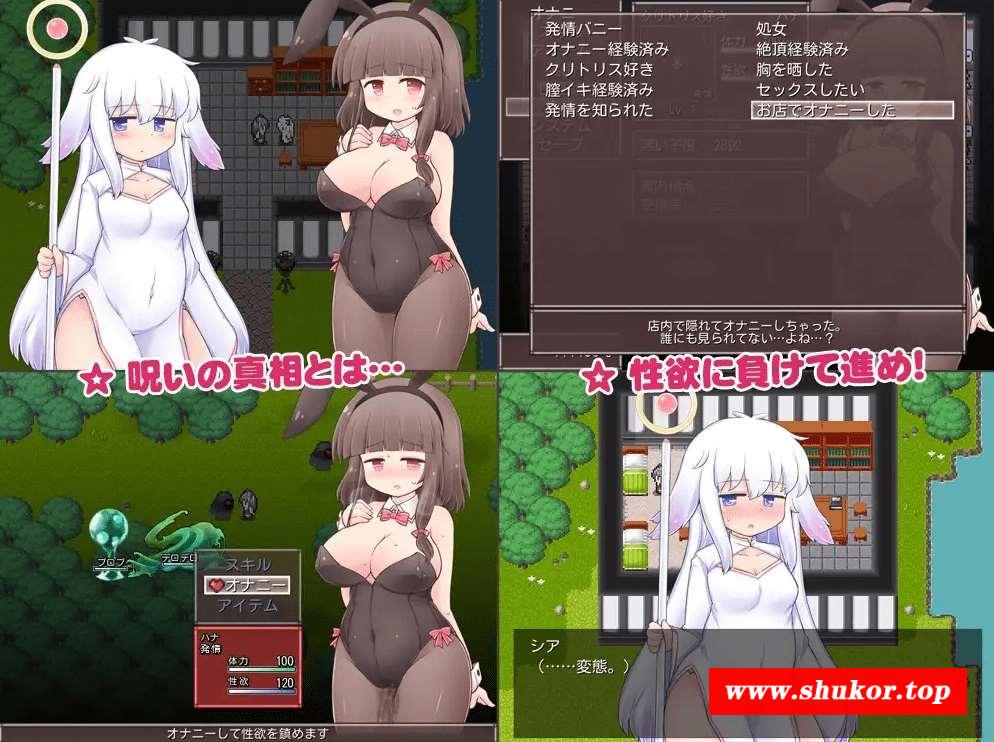 発情バニー
オナニー経験済み
クリトリス好き
膣イキ経験済み
発情を知られた
処女
絶頂経験済み
胸を晒した
セックスしたい
お店でオナニーした
店内で隠れてオナニーしちゃった。
誰にも見られてない…よね…？
☆ 呪いの真相とは…
☆ 性欲に負けて進め!
プロプ
テロテロ
スキル
オナニー
アイテム
ハナ
発情
体力 100
性欲 120
オナニーして性欲を鎮めます
シア
（……変態。）
www.shukor.top